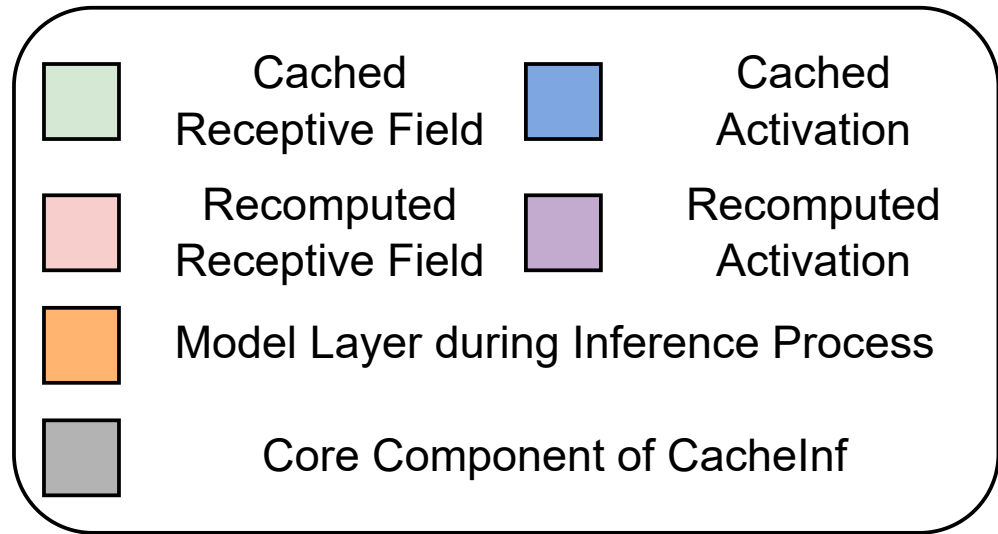 Cached
Receptive Field
Cached
Activation
Recomputed
Receptive Field
Recomputed
Activation
Model Layer during Inference Process
Core Component of CacheInf